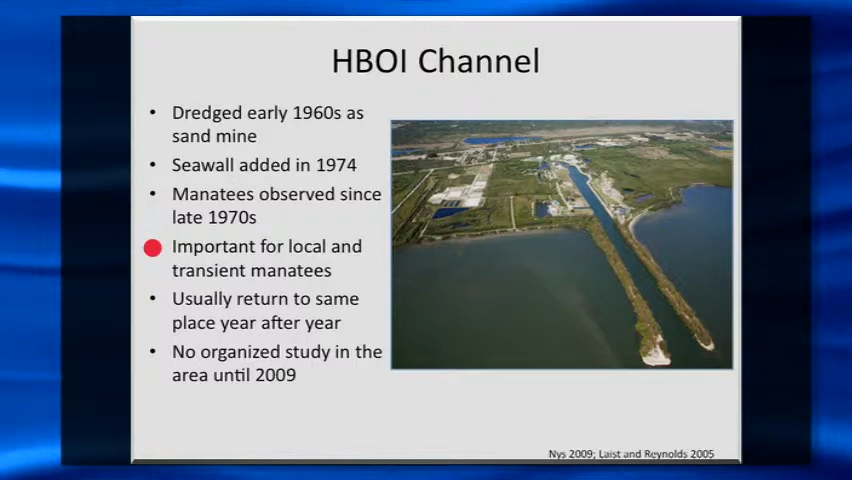 HBOI Channel
• Dredged early 1960s as
sand mine
• Seawall added in 1974
• Manatees observed since
late 1970s
Important for local and
transient manatees
• Usually return to same
place year after year
• No organized study in the
area until 2009
Nys 2009; Laist and Reynolds 2005